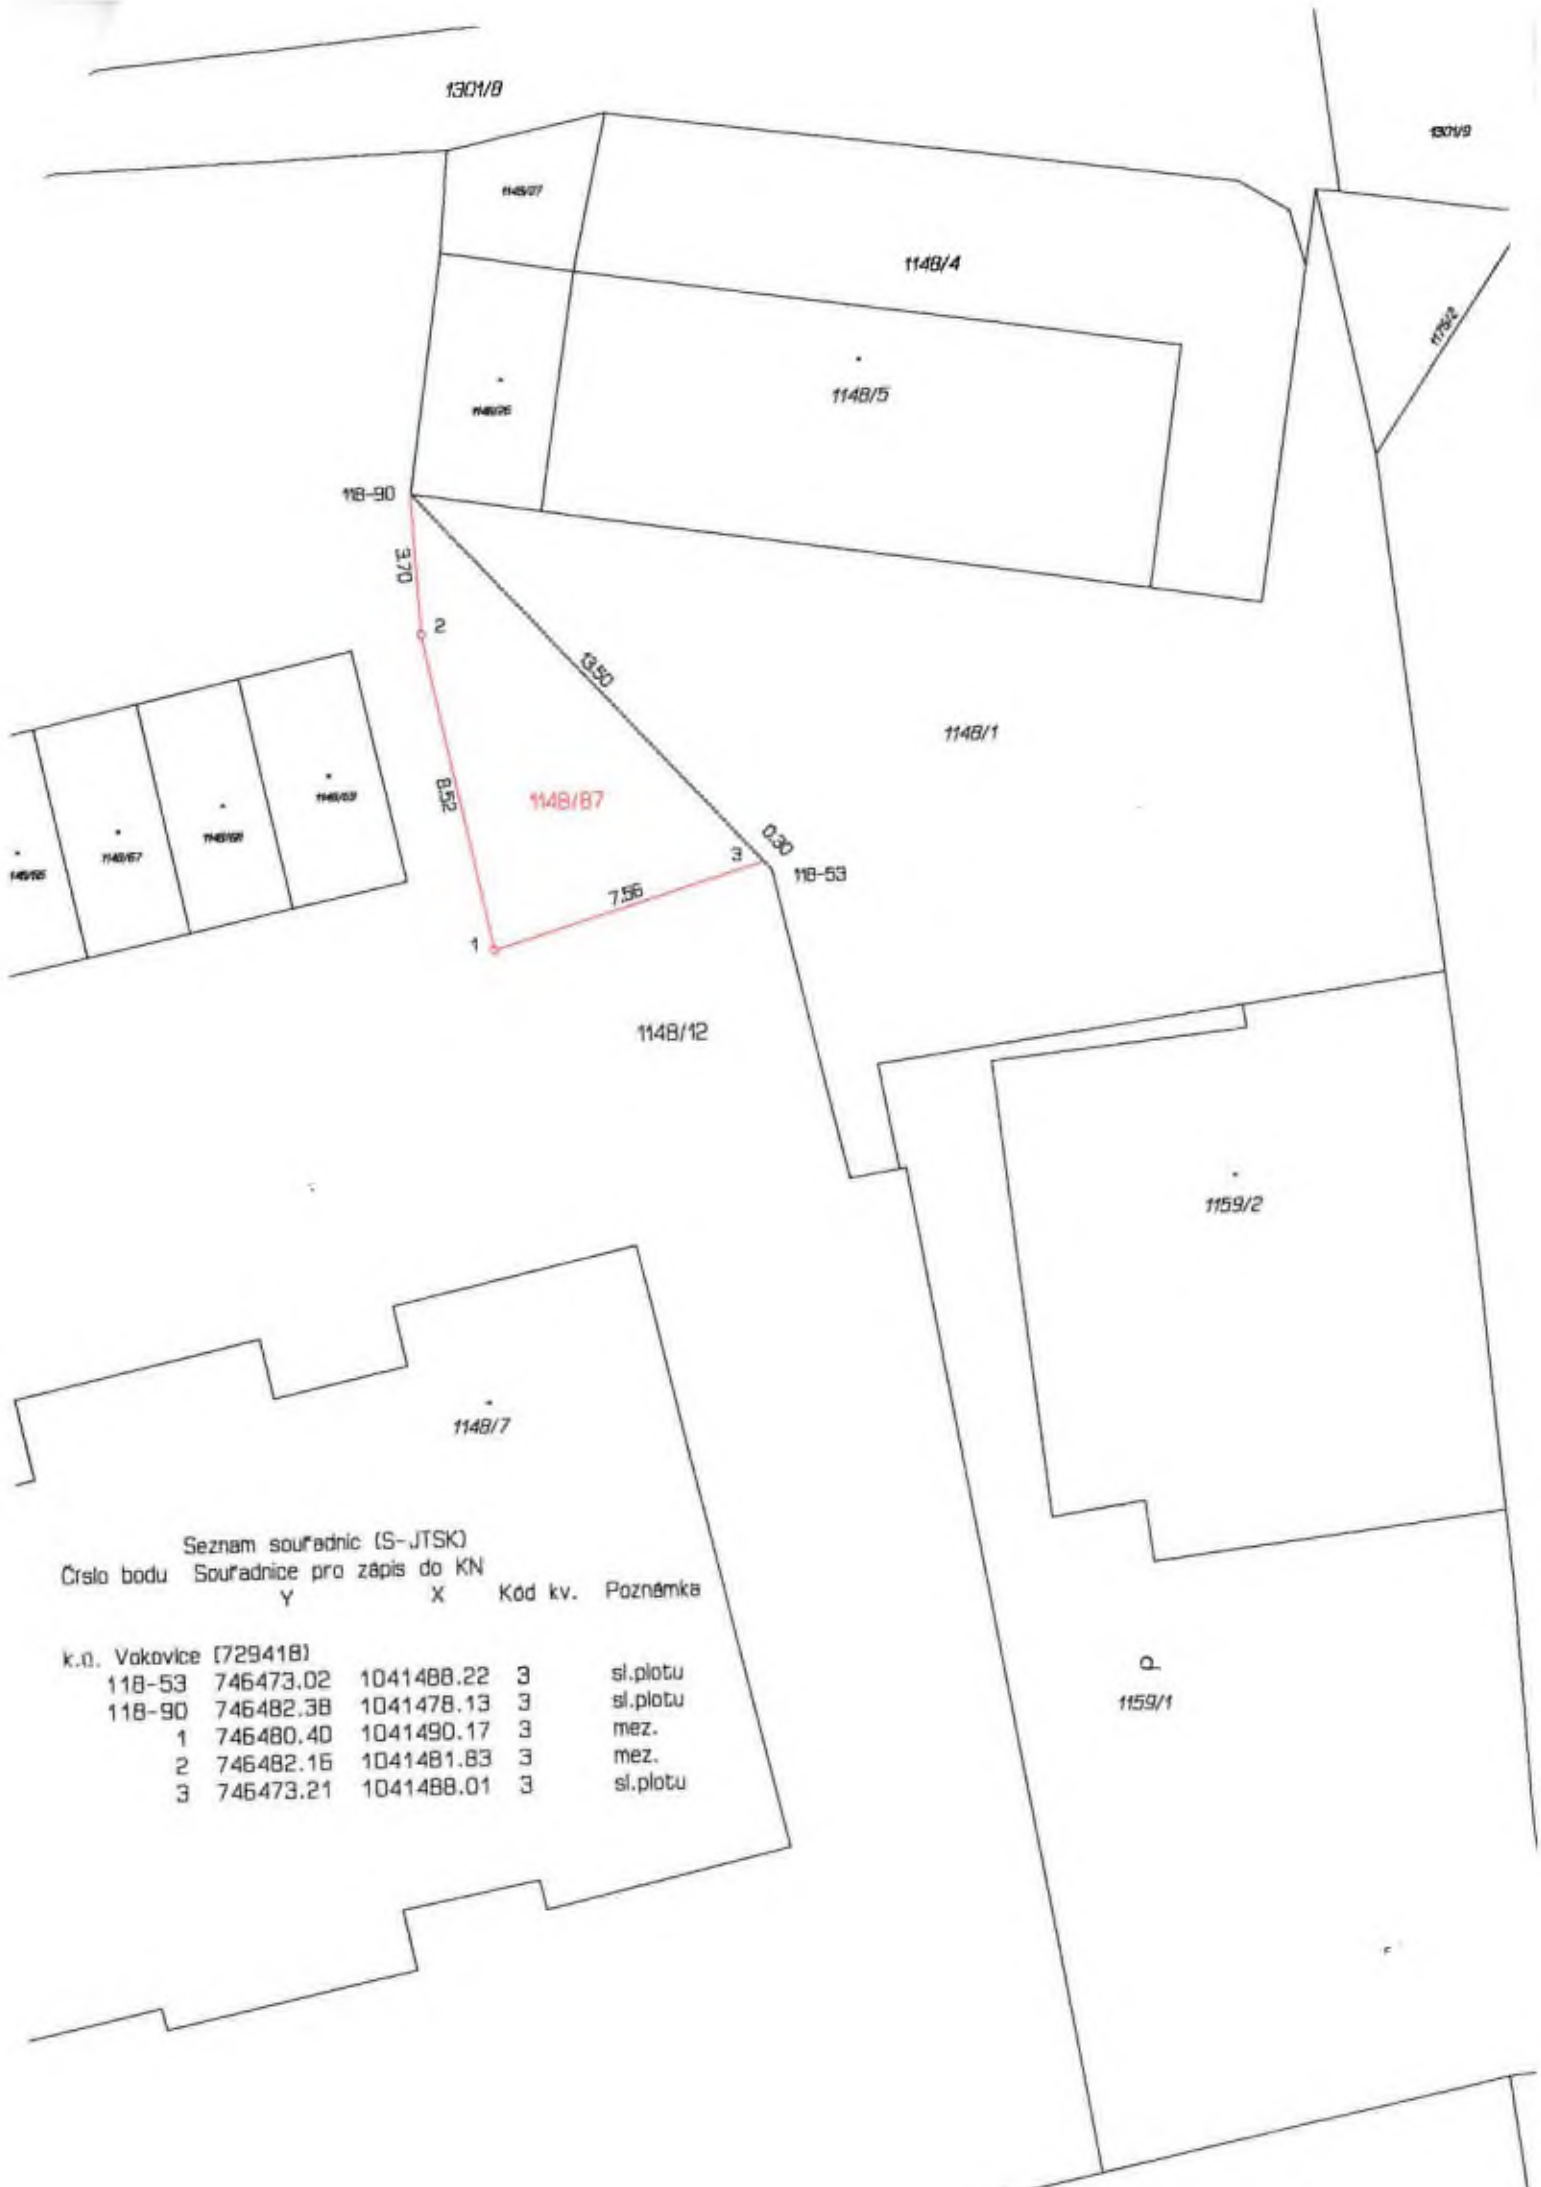 1301/8
1301/9
1148/27
1148/4
1175/2
1148/5
1148/26
118-90
3.70
2
13.50
1148/1
8.52
1148/87
1148/67
0.30
3
118-53
7.56
1
1148/12
1159/2
1148/7
Seznam souřadnic (S-JTSK)
Číslo bodu Souřadnice pro zápis do KN
Y X Kód kv. Poznámka
k.ú. Vokovice [729418]
118-53 746473.02 1041488.22 3 sl.plotu
118-90 746482.38 1041478.13 3 sl.plotu
1 746480.40 1041490.17 3 mez.
2 746482.16 1041481.83 3 mez.
3 746473.21 1041488.01 3 sl.plotu
1159/1